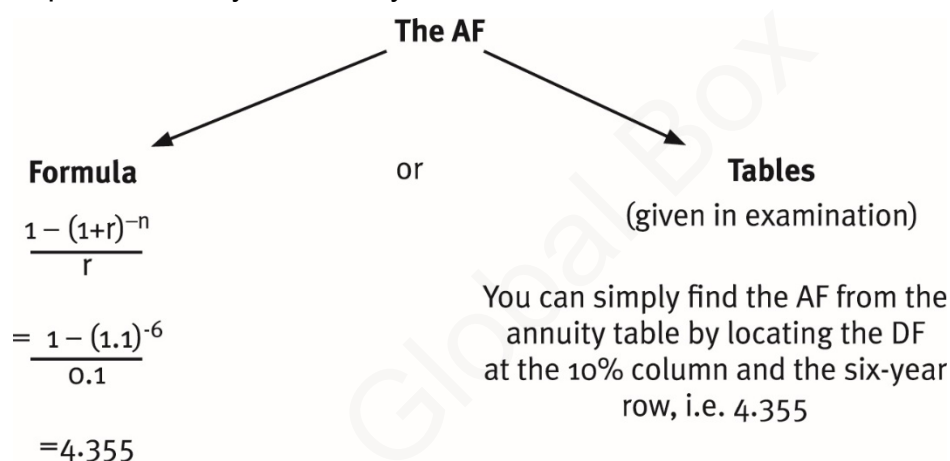 The AF
Formula
or
Tables
(given in examination)
1 – (1+r)⁻ⁿ
r
= 1 – (1.1)⁻⁶
0.1
=4.355
You can simply find the AF from the
annuity table by locating the DF
at the 10% column and the six-year
row, i.e. 4.355
Global Box